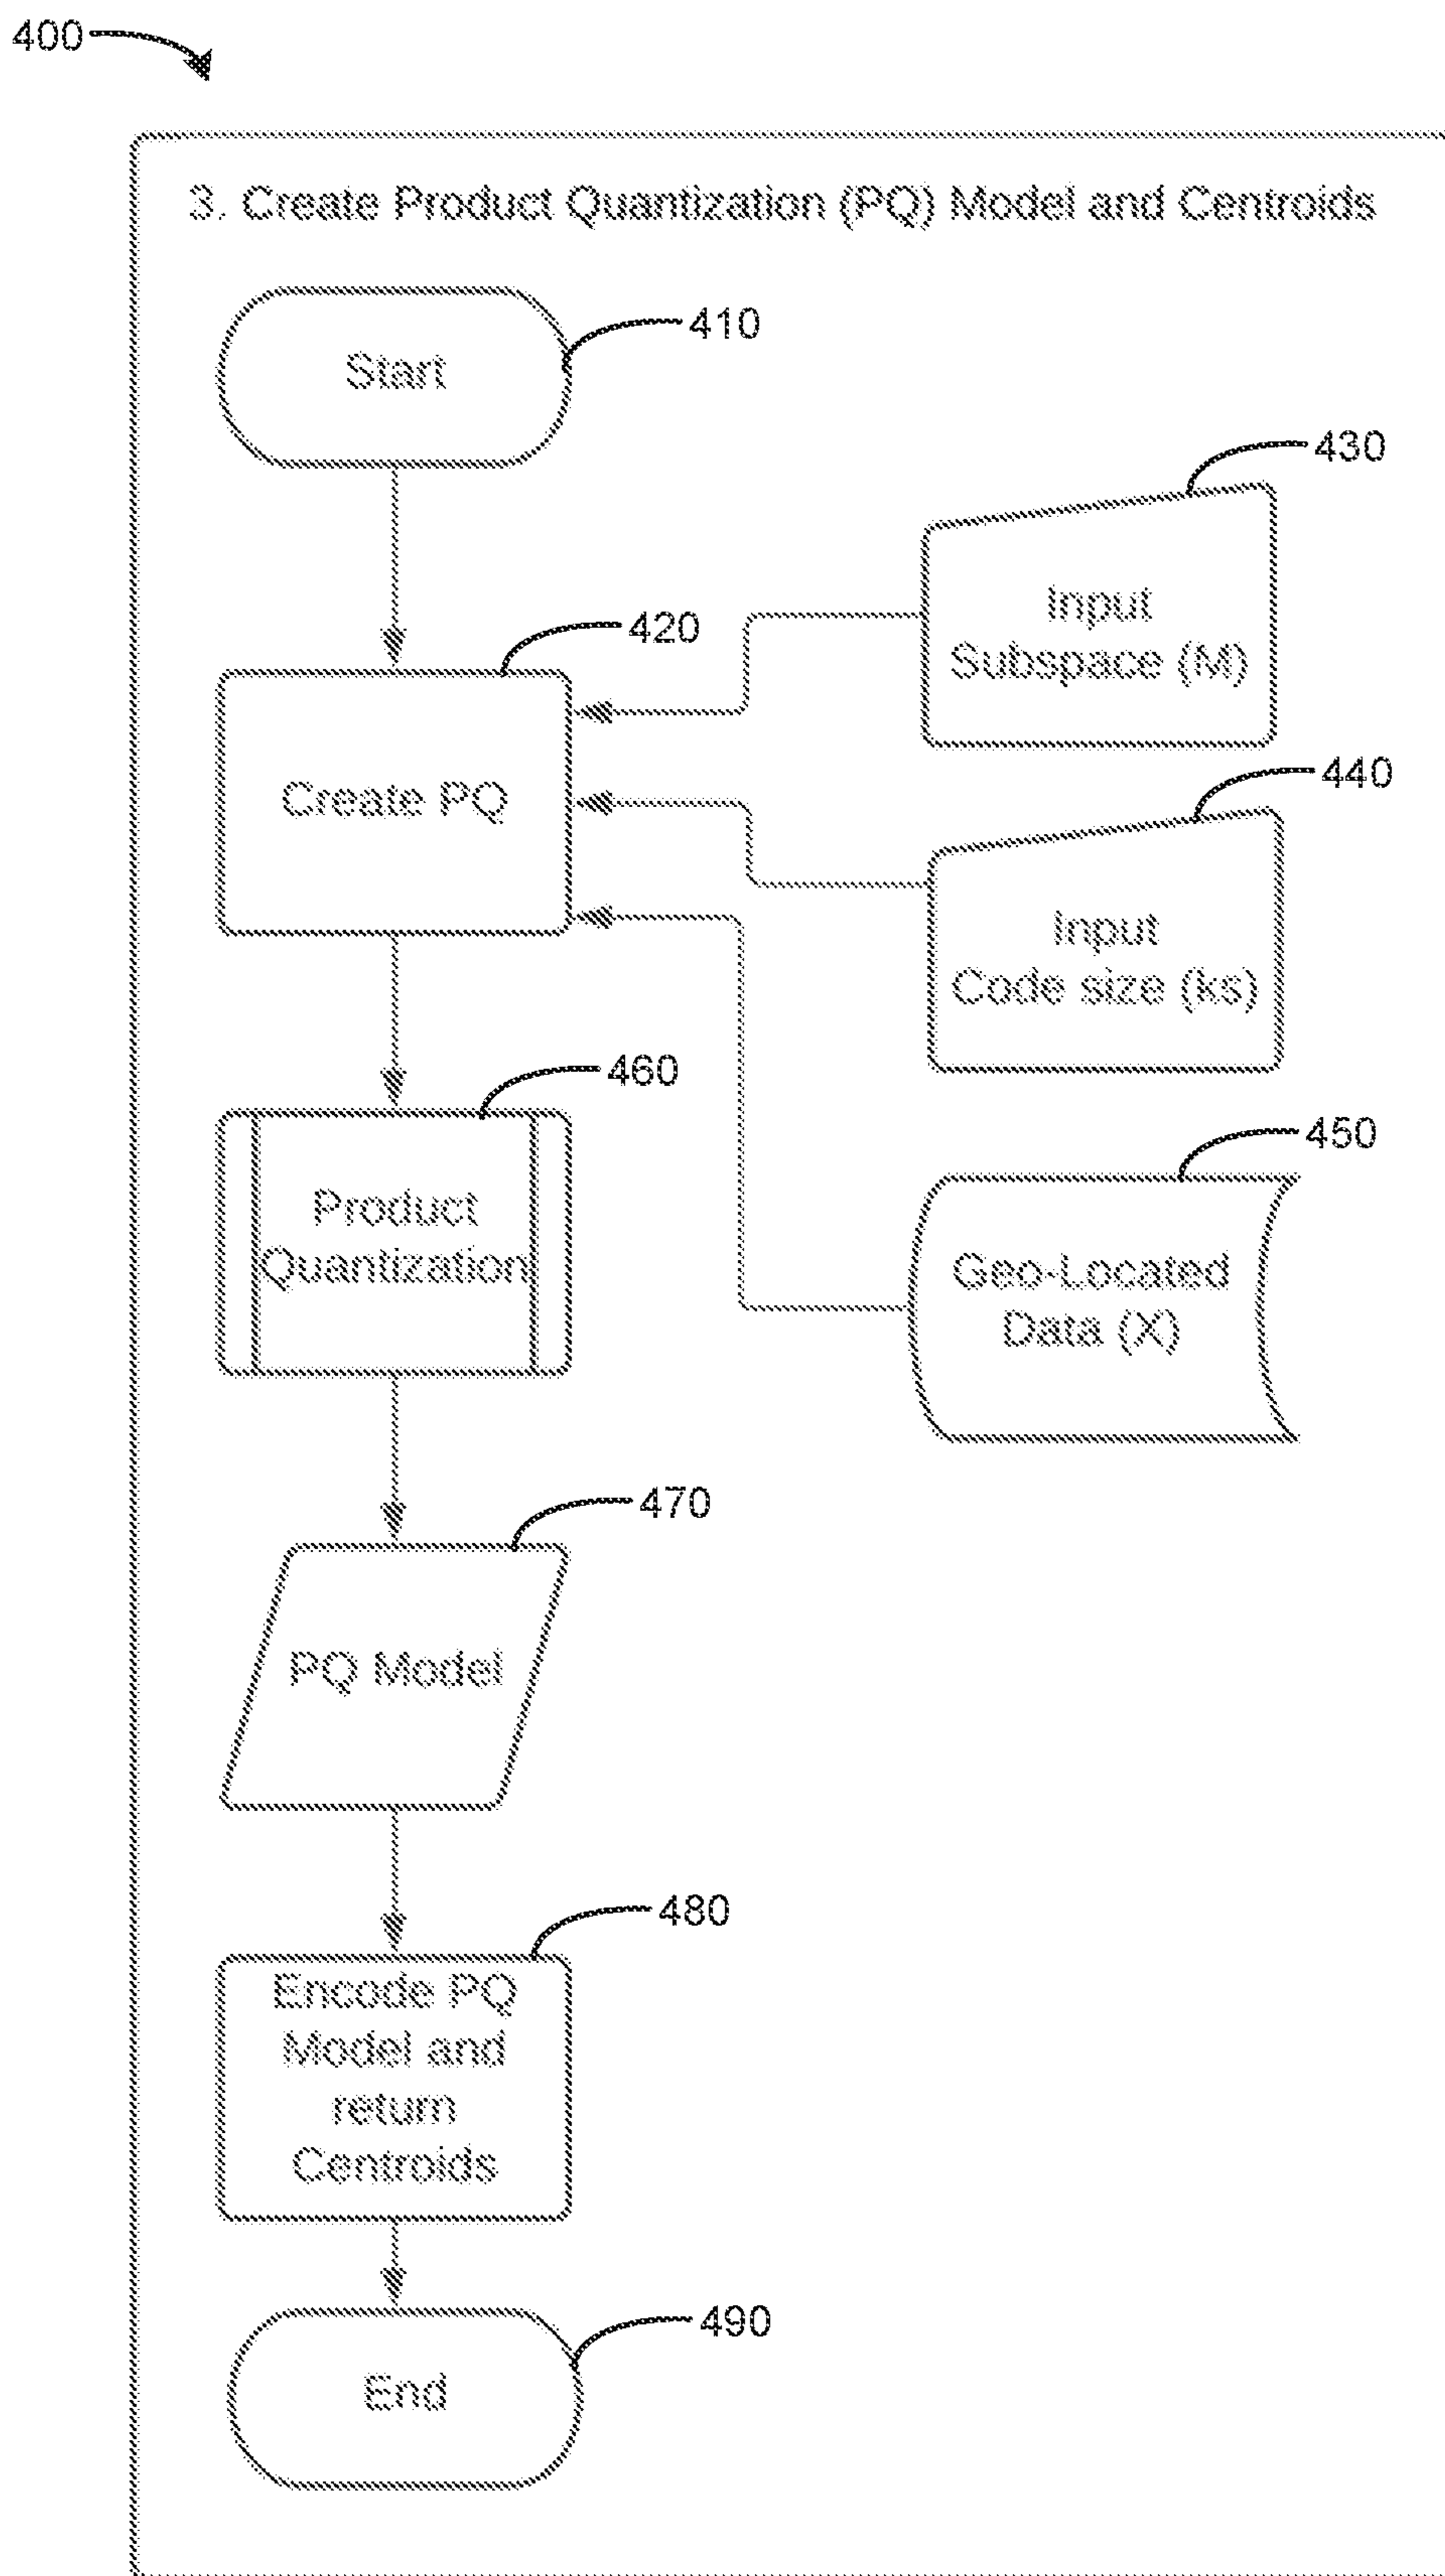 400
3. Create Product Quantization (PQ) Model and Centroids
Start
410
430
Input
Subspace (M)
420
Create PQ
440
Input
Code size (ks)
460
Product
Quantization
450
Geo-Located
Data (X)
470
PQ Model
480
Encode PQ
Model and
return
Centroids
490
End